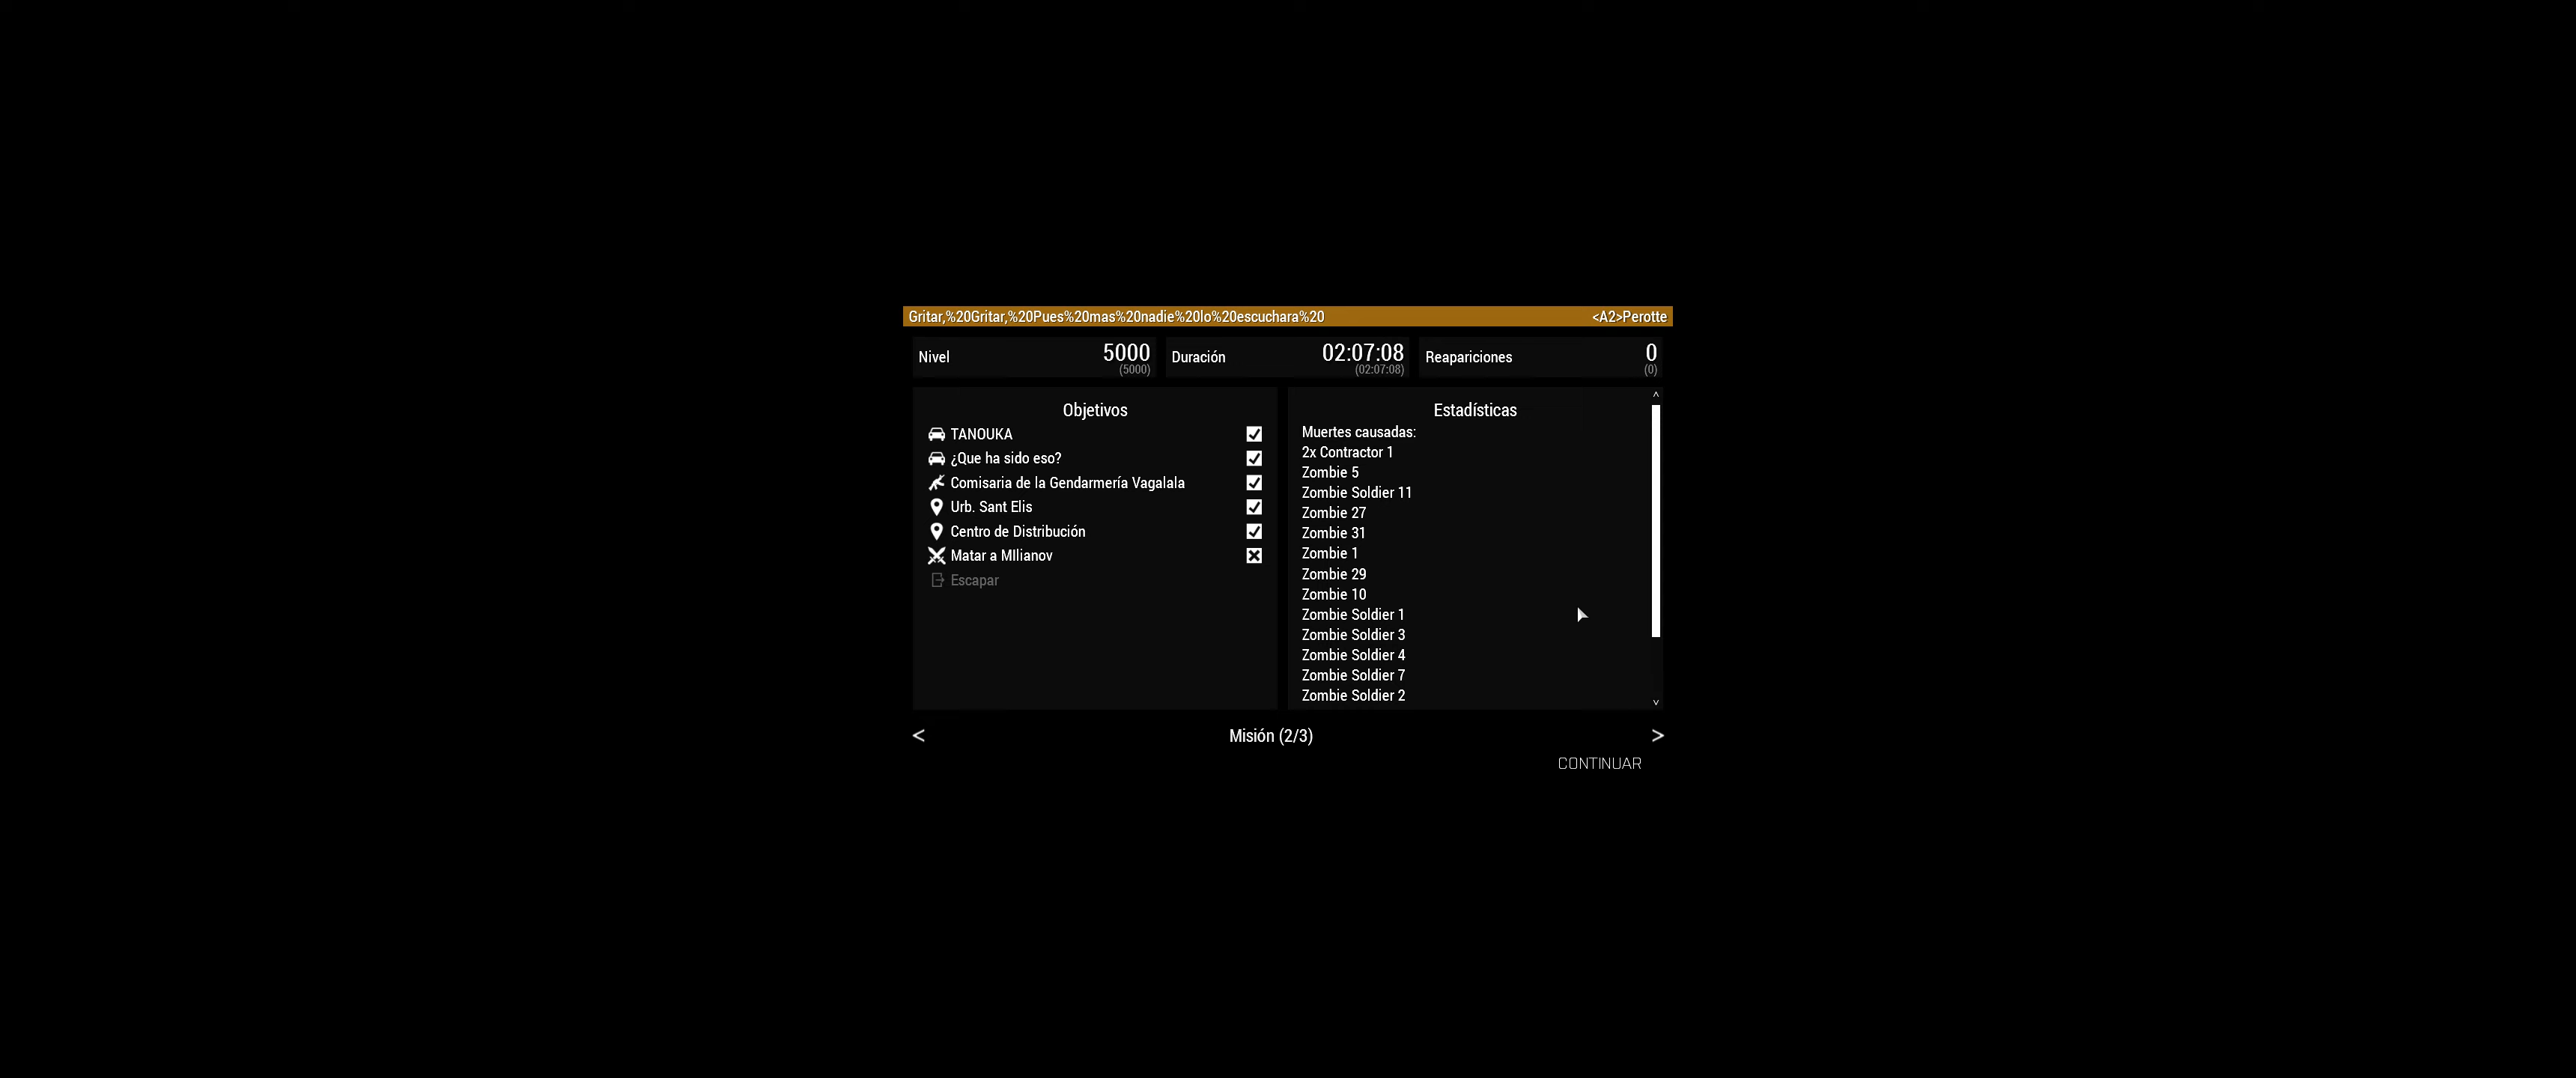 Gritar,%20Gritar,%20Pues%20mas%20nadie%20lo%20escuchara%20 <A2>Perotte
Nivel 5000 (5000) Duración 02:07:08 (02:07:08) Reapariciones 0 (0)
Objetivos
TANOUKA
¿Que ha sido eso?
Comisaria de la Gendarmería Vagalala
Urb. Sant Elis
Centro de Distribución
Matar a MIlianov
Escapar
Estadísticas
Muertes causadas:
2x Contractor 1
Zombie 5
Zombie Soldier 11
Zombie 27
Zombie 31
Zombie 1
Zombie 29
Zombie 10
Zombie Soldier 1
Zombie Soldier 3
Zombie Soldier 4
Zombie Soldier 7
Zombie Soldier 2
< Misión (2/3) >
CONTINUAR